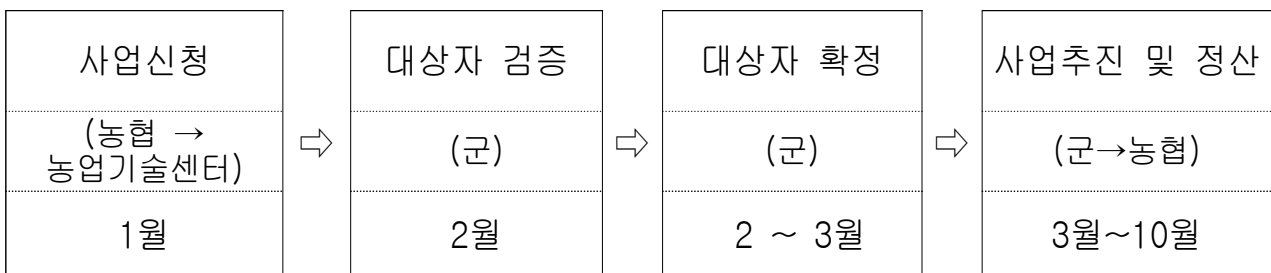 사업신청
(농협 →
농업기술센터)
1월
⇨
대상자 검증
(군)
2월
⇨
대상자 확정
(군)
2 ~ 3월
⇨
사업추진 및 정산
(군→농협)
3월~10월